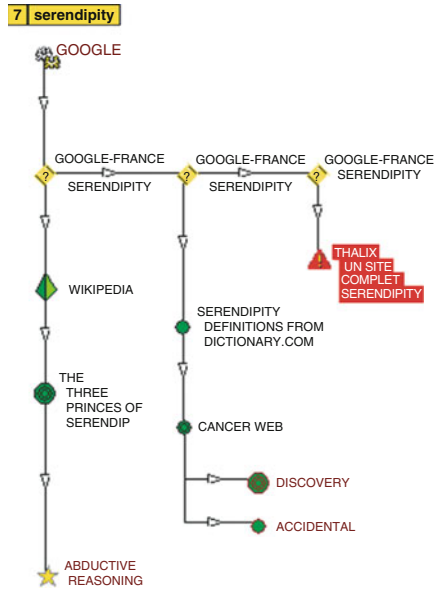 7 serendipity
GOOGLE
GOOGLE-FRANCE
SERENDIPITY
GOOGLE-FRANCE
SERENDIPITY
GOOGLE-FRANCE
SERENDIPITY
?
?
?
THALIX
UN SITE
COMPLET
SERENDIPITY
!
WIKIPEDIA
SERENDIPITY
DEFINITIONS FROM
DICTIONARY.COM
THE
THREE
PRINCES OF
SERENDIP
CANCER WEB
DISCOVERY
ACCIDENTAL
ABDUCTIVE
REASONING